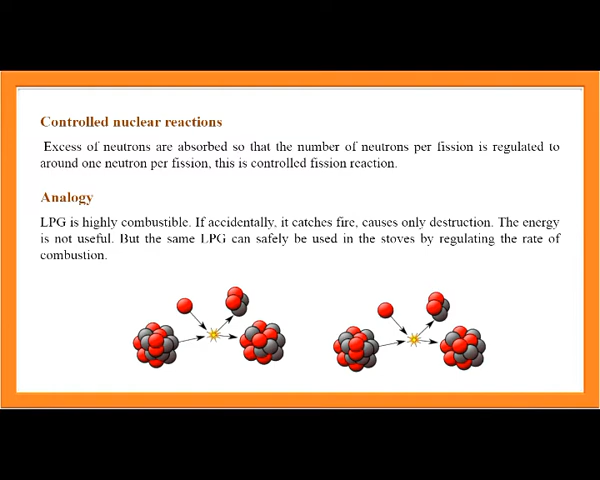 Controlled nuclear reactions
Excess of neutrons are absorbed so that the number of neutrons per fission is regulated to
around one neutron per fission, this is controlled fission reaction.
Analogy
LPG is highly combustible. If accidentally, it catches fire, causes only destruction. The energy
is not useful. But the same LPG can safely be used in the stoves by regulating the rate of
combustion.